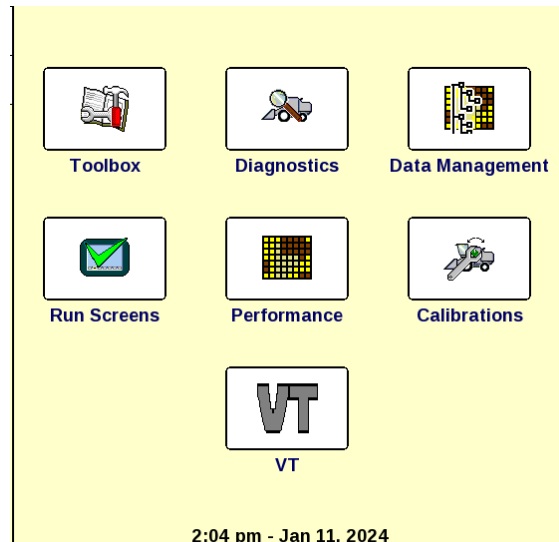 Toolbox
Diagnostics
Data Management
Run Screens
Performance
Calibrations
VT
VT
2:04 pm - Jan 11, 2024